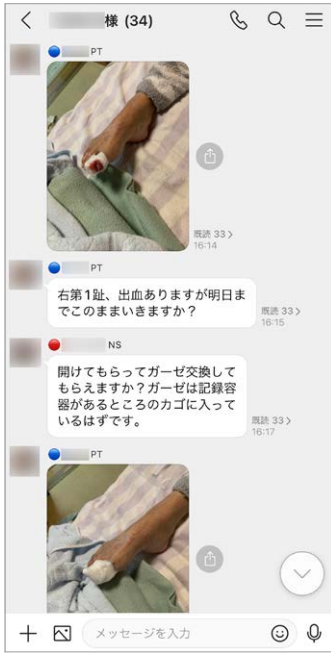 様 (34)
PT
既読 33 >
16:14
PT
右第1趾、出血ありますが明日ま
でこのままいきますか?
既読 33 >
16:15
NS
開けてもらってガーゼ交換して
もらえますか?ガーゼは記録容
器があるところのカゴに入って
いるはずです。
既読 33 >
16:17
PT
メッセージを入力